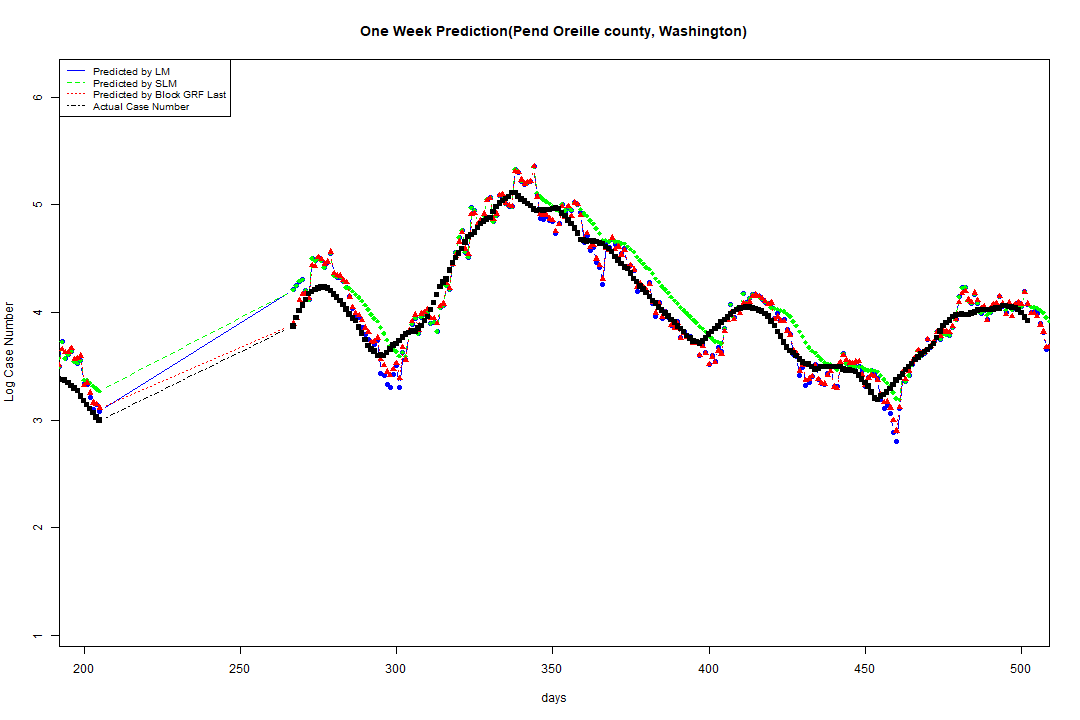 One Week Prediction(Pend Oreille county, Washington)
Predicted by LM
Predicted by SLM
Predicted by Block GRF Last
Actual Case Number
Log Case Number
6
5
4
3
2
1
200 250 300 350 400 450 500
days